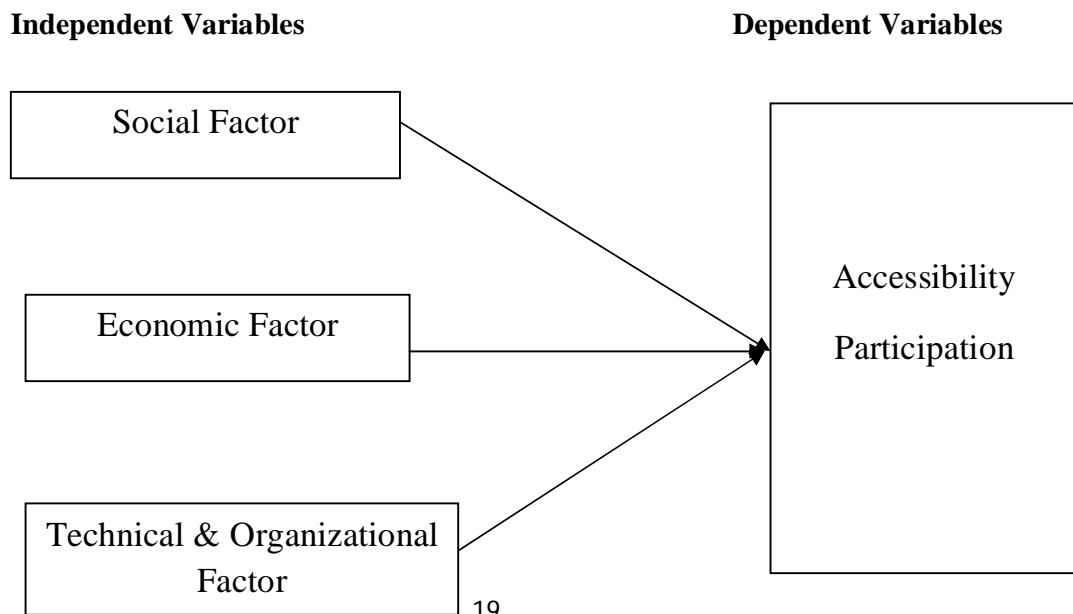 Independent Variables
Dependent Variables
Social Factor
Economic Factor
Technical & Organizational
Factor
Accessibility
Participation
19